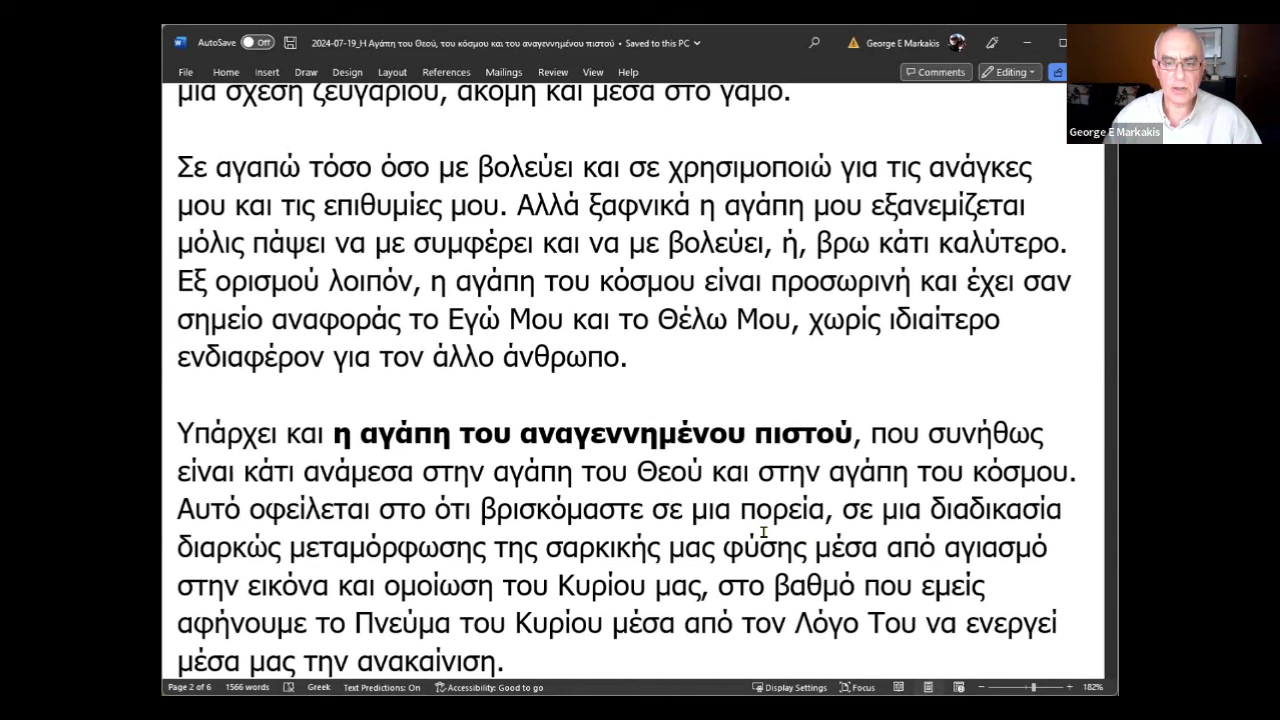 AutoSave Off 2024-07-19_Η Αγάπη του Θεού, του κόσμου και του αναγεννημένου πιστού • Saved to this PC George E Markakis
File Home Insert Draw Design Layout References Mailings Review View Help Comments Editing
George E Markakis
μια σχέση ζευγαριού, ακόμη και μέσα στο γάμο.
Σε αγαπώ τόσο όσο με βολεύει και σε χρησιμοποιώ για τις ανάγκες
μου και τις επιθυμίες μου. Αλλά ξαφνικά η αγάπη μου εξανεμίζεται
μόλις πάψει να με συμφέρει και να με βολεύει, ή, βρω κάτι καλύτερο.
Εξ ορισμού λοιπόν, η αγάπη του κόσμου είναι προσωρινή και έχει σαν
σημείο αναφοράς το Εγώ Μου και το Θέλω Μου, χωρίς ιδιαίτερο
ενδιαφέρον για τον άλλο άνθρωπο.
Υπάρχει και η αγάπη του αναγεννημένου πιστού, που συνήθως
είναι κάτι ανάμεσα στην αγάπη του Θεού και στην αγάπη του κόσμου.
Αυτό οφείλεται στο ότι βρισκόμαστε σε μια πορεία, σε μια διαδικασία
διαρκώς μεταμόρφωσης της σαρκικής μας φύσης μέσα από αγιασμό
στην εικόνα και ομοίωση του Κυρίου μας, στο βαθμό που εμείς
αφήνουμε το Πνεύμα του Κυρίου μέσα από τον Λόγο Του να ενεργεί
μέσα μας την ανακαίνιση.
Page 2 of 6 1566 words Greek Text Predictions: On Accessibility: Good to go Display Settings Focus 182%